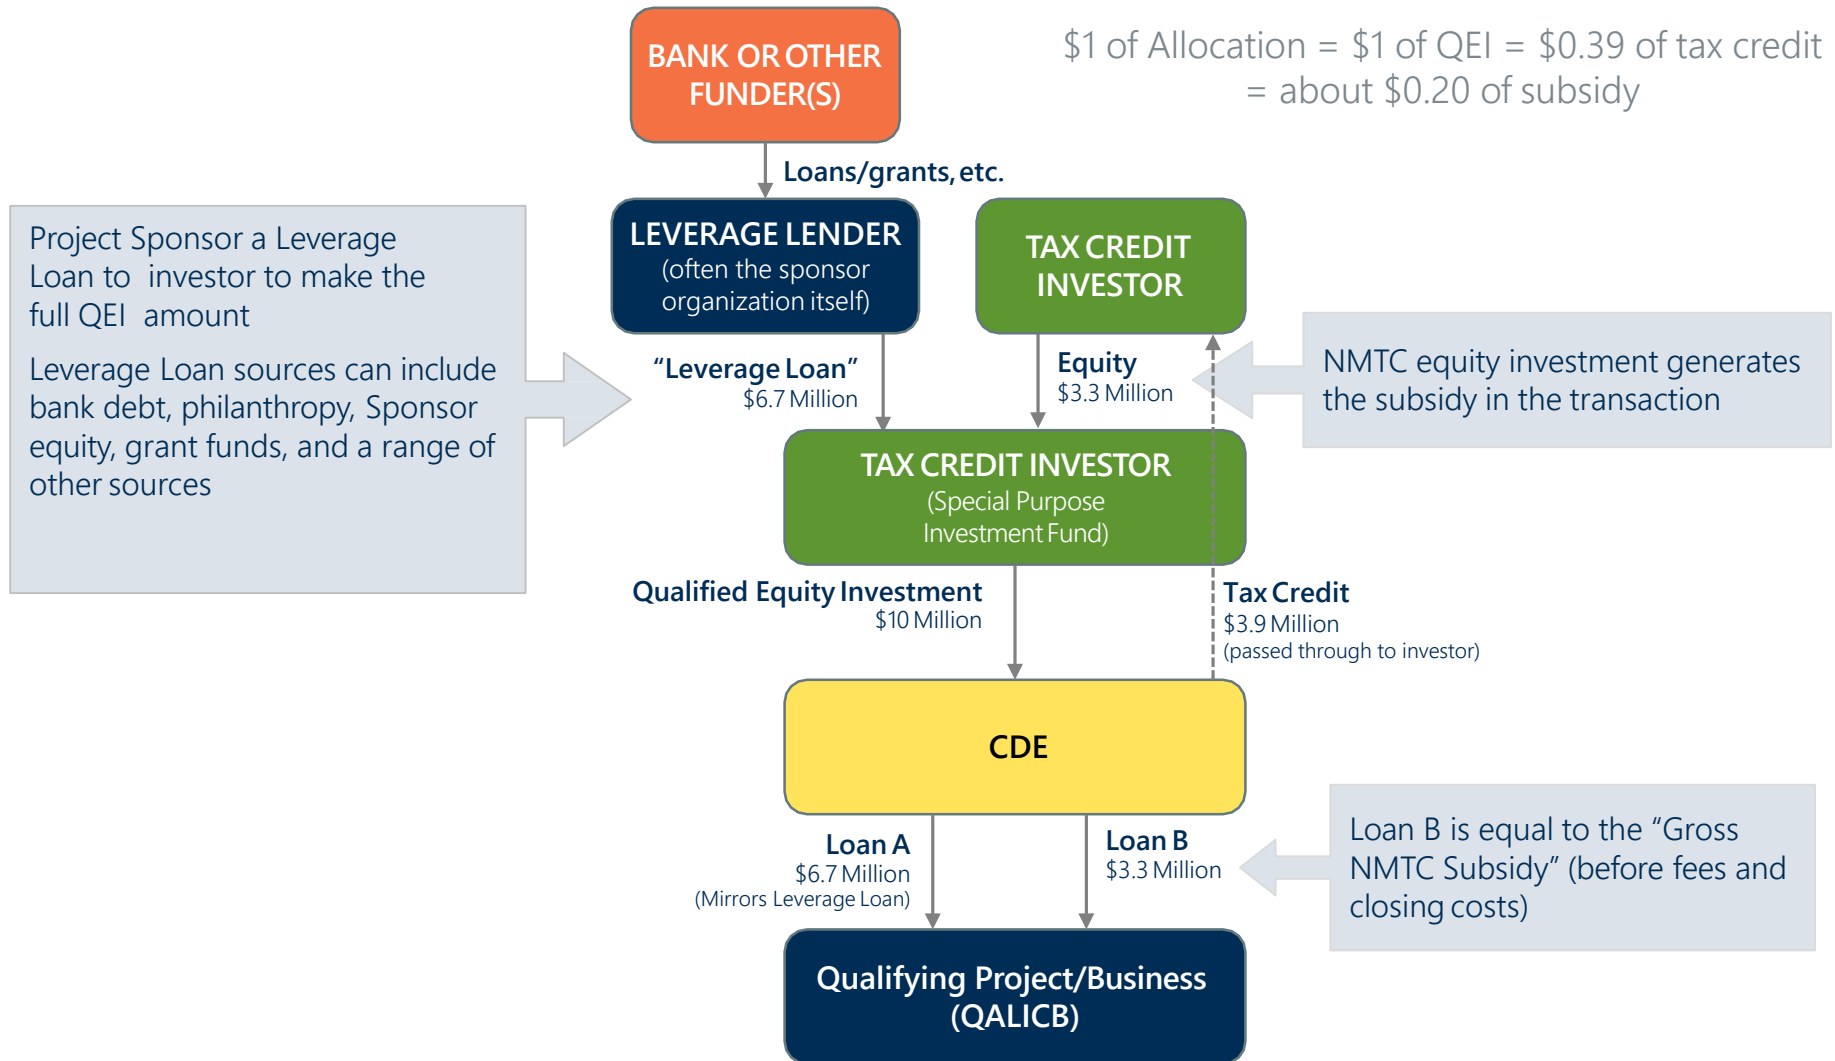 BANK OR OTHER
FUNDER(S)
$1 of Allocation = $1 of QEI = $0.39 of tax credit
= about $0.20 of subsidy
Loans/grants, etc.
Project Sponsor a Leverage
Loan to investor to make the
full QEI amount
Leverage Loan sources can include
bank debt, philanthropy, Sponsor
equity, grant funds, and a range of
other sources
LEVERAGE LENDER
(often the sponsor
organization itself)
TAX CREDIT
INVESTOR
“Leverage Loan”
$6.7 Million
Equity
$3.3 Million
NMTC equity investment generates
the subsidy in the transaction
TAX CREDIT INVESTOR
(Special Purpose
Investment Fund)
Qualified Equity Investment
$10 Million
Tax Credit
$3.9 Million
(passed through to investor)
CDE
Loan A
$6.7 Million
(Mirrors Leverage Loan)
Loan B
$3.3 Million
Loan B is equal to the “Gross
NMTC Subsidy” (before fees and
closing costs)
Qualifying Project/Business
(QALICB)